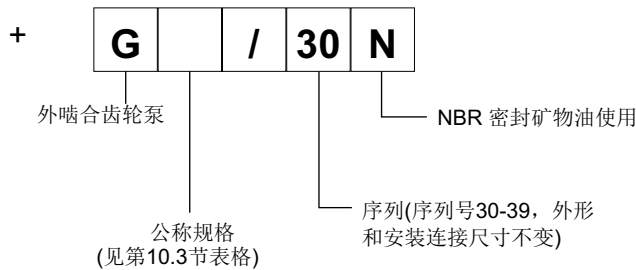 + G / 30 N
外啮合齿轮泵
NBR 密封矿物油使用
公称规格
(见第10.3节表格)
序列(序列号30-39，外形
和安装连接尺寸不变)